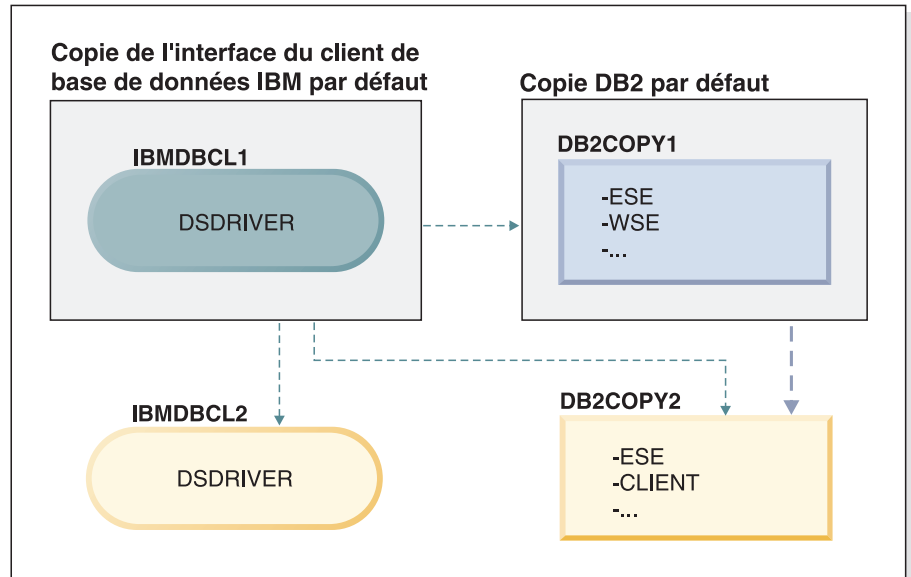 Copie de l'interface du client de
base de données IBM par défaut
Copie DB2 par défaut
IBMDBCL1
DSDRIVER
DB2COPY1
-ESE
-WSE
-...
IBMDBCL2
DSDRIVER
DB2COPY2
-ESE
-CLIENT
-...